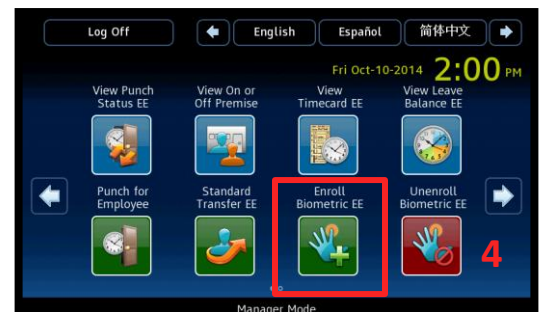 Log Off English Español 简体中文
Fri Oct-10-2014 2:00 PM
View Punch Status EE
View On or Off Premise
View Timecard EE
View Leave Balance EE
Punch for Employee
Standard Transfer EE
Enroll Biometric EE
Unenroll Biometric EE
4
Manager Mode